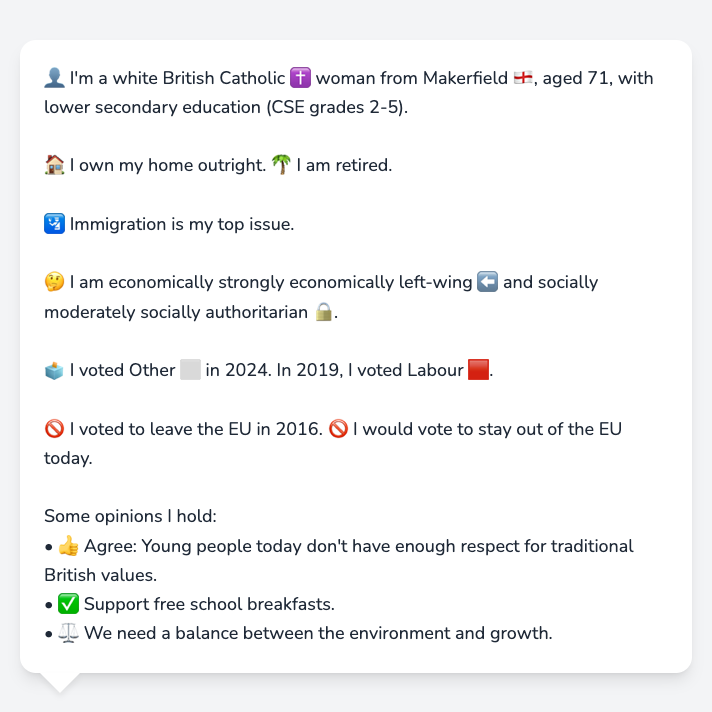 👤 I'm a white British Catholic ✝️ woman from Makerfield 🏴󠁧󠁢󠁥󠁮󠁧󠁿, aged 71, with
lower secondary education (CSE grades 2-5).
🏠 I own my home outright. 🌴 I am retired.
🛂 Immigration is my top issue.
🤔 I am economically strongly economically left-wing ⬅️ and socially
moderately socially authoritarian 🔒.
🗳️ I voted Other ⬜ in 2024. In 2019, I voted Labour 🟥.
🚫 I voted to leave the EU in 2016. 🚫 I would vote to stay out of the EU
today.
Some opinions I hold:
• 👍 Agree: Young people today don't have enough respect for traditional
British values.
• ✅ Support free school breakfasts.
• ⚖️ We need a balance between the environment and growth.